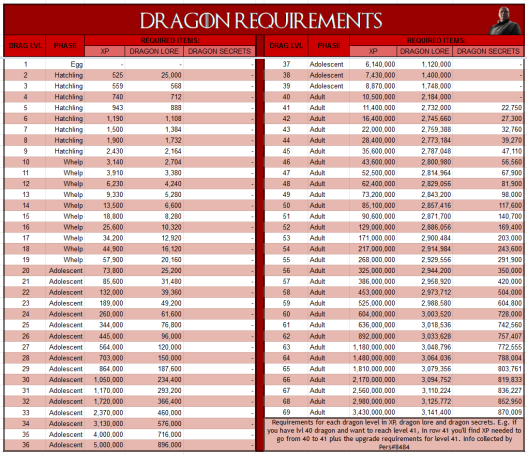 DRAGON REQUIREMENTS
DRAG LVL PHASE REQUIRED ITEMS:
XP DRAGON LORE DRAGON SECRETS
1 Egg - - -
2 Hatchling 525 25,000 -
3 Hatchling 559 568 -
4 Hatchling 740 712 -
5 Hatchling 943 888 -
6 Hatchling 1,190 1,108 -
7 Hatchling 1,500 1,384 -
8 Hatchling 1,900 1,732 -
9 Hatchling 2,430 2,164 -
10 Whelp 3,140 2,704 -
11 Whelp 3,910 3,380 -
12 Whelp 6,230 4,240 -
13 Whelp 9,330 5,280 -
14 Whelp 13,500 6,600 -
15 Whelp 18,800 8,280 -
16 Whelp 25,600 10,320 -
17 Whelp 34,200 12,920 -
18 Whelp 44,900 16,120 -
19 Whelp 57,900 20,160 -
20 Adolescent 73,800 25,200 -
21 Adolescent 85,600 31,480 -
22 Adolescent 132,000 39,360 -
23 Adolescent 189,000 49,200 -
24 Adolescent 260,000 61,600 -
25 Adolescent 344,000 76,800 -
26 Adolescent 445,000 96,000 -
27 Adolescent 564,000 120,000 -
28 Adolescent 703,000 150,000 -
29 Adolescent 864,000 187,600 -
30 Adolescent 1,050,000 234,400 -
31 Adolescent 1,170,000 293,200 -
32 Adolescent 1,720,000 366,400 -
33 Adolescent 2,370,000 460,000 -
34 Adolescent 3,130,000 576,000 -
35 Adolescent 4,000,000 716,000 -
36 Adolescent 5,000,000 896,000 -
DRAG LVL PHASE REQUIRED ITEMS:
XP DRAGON LORE DRAGON SECRETS
37 Adolescent 6,140,000 1,120,000 -
38 Adolescent 7,430,000 1,400,000 -
39 Adolescent 8,870,000 1,748,000 -
40 Adult 10,500,000 2,184,000 -
41 Adult 11,400,000 2,732,000 22,750
42 Adult 16,400,000 2,745,660 27,300
43 Adult 22,000,000 2,759,388 32,760
44 Adult 28,400,000 2,773,184 39,270
45 Adult 35,600,000 2,787,048 47,110
46 Adult 43,600,000 2,800,980 56,560
47 Adult 52,500,000 2,814,964 67,900
48 Adult 62,400,000 2,829,056 81,900
49 Adult 73,200,000 2,843,200 98,000
50 Adult 85,100,000 2,857,416 117,600
51 Adult 90,600,000 2,871,700 140,700
52 Adult 129,000,000 2,886,056 169,400
53 Adult 171,000,000 2,900,484 203,000
54 Adult 217,000,000 2,914,984 243,600
55 Adult 268,000,000 2,929,556 291,900
56 Adult 325,000,000 2,944,200 350,000
57 Adult 386,000,000 2,958,920 420,000
58 Adult 453,000,000 2,973,712 504,000
59 Adult 525,000,000 2,988,580 604,800
60 Adult 604,000,000 3,003,520 728,000
61 Adult 636,000,000 3,018,536 742,560
62 Adult 892,000,000 3,033,628 757,407
63 Adult 1,180,000,000 3,048,796 772,555
64 Adult 1,480,000,000 3,064,036 788,004
65 Adult 1,810,000,000 3,079,356 803,761
66 Adult 2,170,000,000 3,094,752 819,833
67 Adult 2,560,000,000 3,110,224 836,227
68 Adult 2,980,000,000 3,125,772 852,950
69 Adult 3,430,000,000 3,141,400 870,009
Requirements for each dragon level in XP, dragon lore and dragon secrets. E.g. if
you have lvl 40 dragon and want to reach level 41, in row 41 you'll find XP needed to
go from 40 to 41 plus the upgrade requirements for level 41. Info collected by
Pers#8484